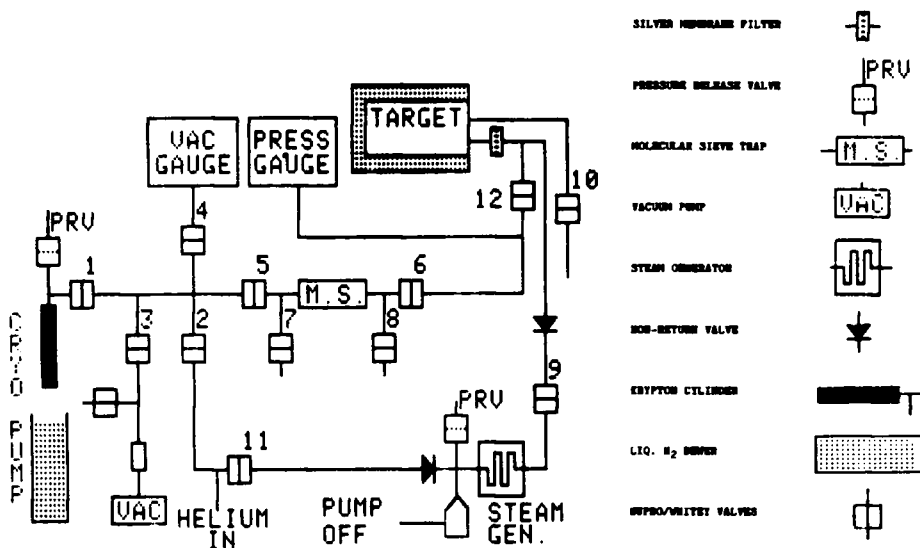 VAC
GAUGE
PRESS
GAUGE
TARGET
10
12
4
PRV
1
5
6
M.S.
3
2
7
8
9
CRYO
PUMP
PRV
11
VAC
HELIUM
IN
PUMP
OFF
STEAM
GEN.
SILVER MEMBRANE FILTER
PRESSURE RELEASE VALVE
PRV
MOLECULAR SIEVE TRAP
M.S.
VACUUM PUMP
VAC
STEAM GENERATOR
NON-RETURN VALVE
KRYPTON CYLINDER
LIQ. N₂ DEWER
NUPRO/WHITEY VALVES